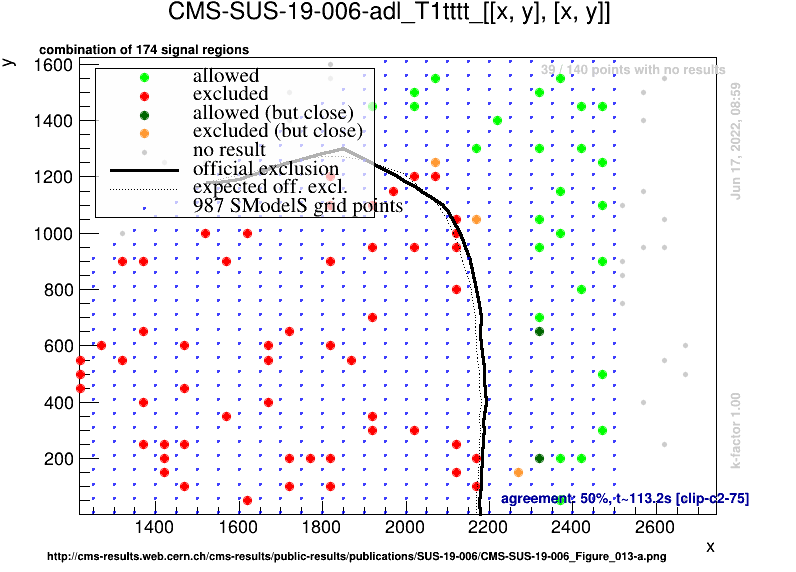 CMS-SUS-19-006-adl_T1tttt_[[x, y], [x, y]]
combination of 174 signal regions
39 / 140 points with no results
y
1600
1400
1200
1000
800
600
400
200
allowed
excluded
allowed (but close)
excluded (but close)
no result
official exclusion
expected off. excl.
987 SModelS grid points
Jun 17, 2022, 08:59
k-factor 1.00
agreement: 50%, t~113.2s [clip-c2-75]
1400 1600 1800 2000 2200 2400 2600
x
http://cms-results.web.cern.ch/cms-results/public-results/publications/SUS-19-006/CMS-SUS-19-006_Figure_013-a.png